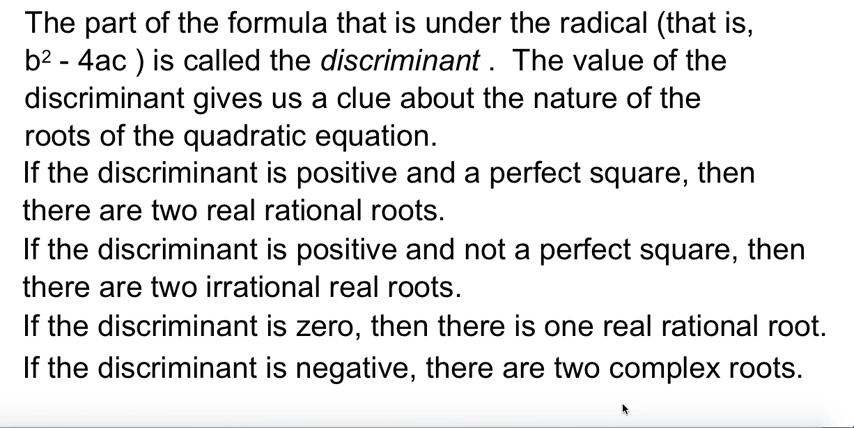 The part of the formula that is under the radical (that is,
b² - 4ac ) is called the discriminant .  The value of the
discriminant gives us a clue about the nature of the
roots of the quadratic equation.
If the discriminant is positive and a perfect square, then
there are two real rational roots.
If the discriminant is positive and not a perfect square, then
there are two irrational real roots.
If the discriminant is zero, then there is one real rational root.
If the discriminant is negative, there are two complex roots.